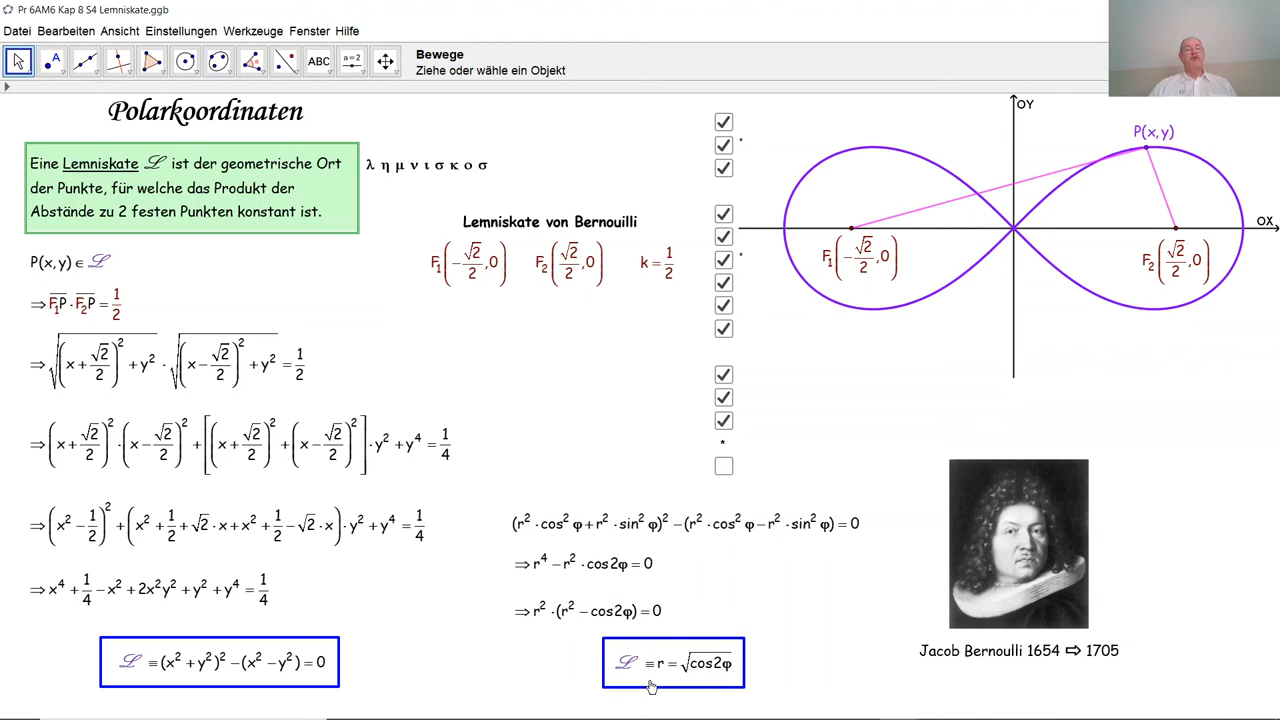 Pr 6AM6 Kap 8 S4 Lemniskate.ggb
Datei Bearbeiten Ansicht Einstellungen Werkzeuge Fenster Hilfe
A
ABC
a=2
Bewege
Ziehe oder wähle ein Objekt
Polarkoordinaten
Eine Lemniskate ℒ ist der geometrische Ort
der Punkte, für welche das Produkt der
Abstände zu 2 festen Punkten konstant ist.
λ η μ ν ι σ κ ο σ
Lemniskate von Bernouilli
F₁(−√2/2,0) F₂(√2/2,0) k=1/2
P(x,y)∈ℒ
⇒F₁P·F₂P=1/2
⇒√((x+√2/2)²+y²)·√((x−√2/2)²+y²)=1/2
⇒(x+√2/2)²·(x−√2/2)²+[(x+√2/2)²+(x−√2/2)²]·y²+y⁴=1/4
⇒(x²−1/2)²+(x²+1/2+√2·x+x²+1/2−√2·x)·y²+y⁴=1/4
⇒x⁴+1/4−x²+2x²y²+y²+y⁴=1/4
ℒ≡(x²+y²)²−(x²−y²)=0
(r²·cos²φ+r²·sin²φ)²−(r²·cos²φ−r²·sin²φ)=0
⇒r⁴−r²·cos2φ=0
⇒r²·(r²−cos2φ)=0
ℒ≡r=√(cos2φ)
OY
P(x,y)
OX
F₁(−√2/2,0)
F₂(√2/2,0)
Jacob Bernoulli 1654 ⇨ 1705